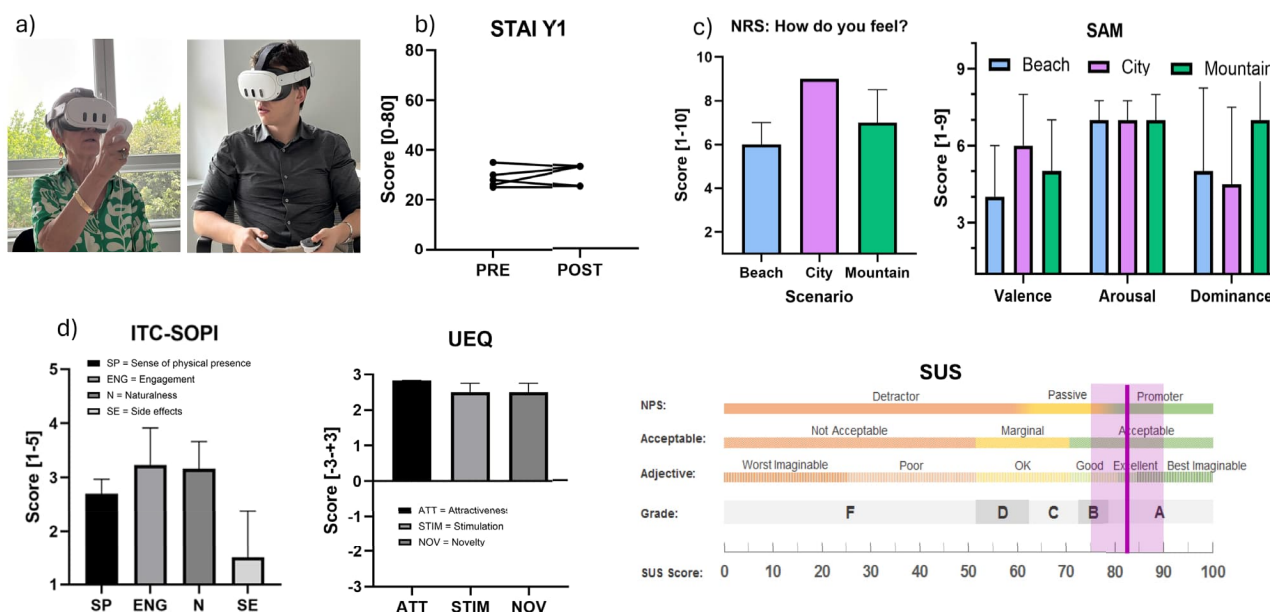 a)
b)
STAI Y1
Score [0-80]
80
60
40
20
0
PRE
POST
c)
NRS: How do you feel?
Score [1-10]
10
8
6
4
2
Beach
City
Mountain
Scenario
SAM
Beach
City
Mountain
Score [1-9]
9
6
3
Valence
Arousal
Dominance
d)
ITC-SOPI
SP = Sense of physical presence
ENG = Engagement
N = Naturalness
SE = Side effects
Score [1-5]
5
4
3
2
1
SP
ENG
N
SE
UEQ
Score [-3-+3]
3
2
1
0
-1
-2
-3
ATT = Attractiveness
STIM = Stimulation
NOV = Novelty
ATT
STIM
NOV
SUS
NPS:
Detractor
Passive
Promoter
Acceptable:
Not Acceptable
Marginal
Acceptable
Adjective:
Worst Imaginable
Poor
OK
Good
Excellent
Best Imaginable
Grade:
F
D
C
B
A
SUS Score:
0 10 20 30 40 50 60 70 80 90 100